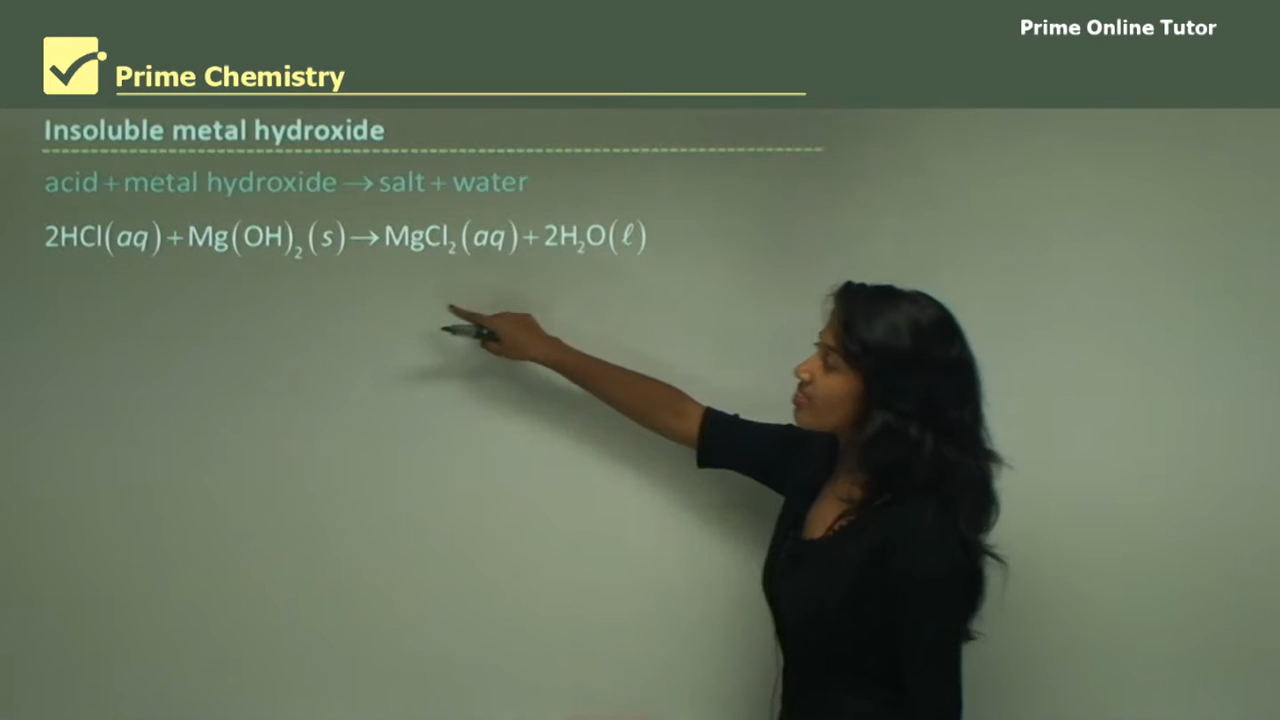 Prime Online Tutor
Prime Chemistry
Insoluble metal hydroxide
acid + metal hydroxide → salt + water
2HCl(aq) + Mg(OH)₂(s) → MgCl₂(aq) + 2H₂O(ℓ)